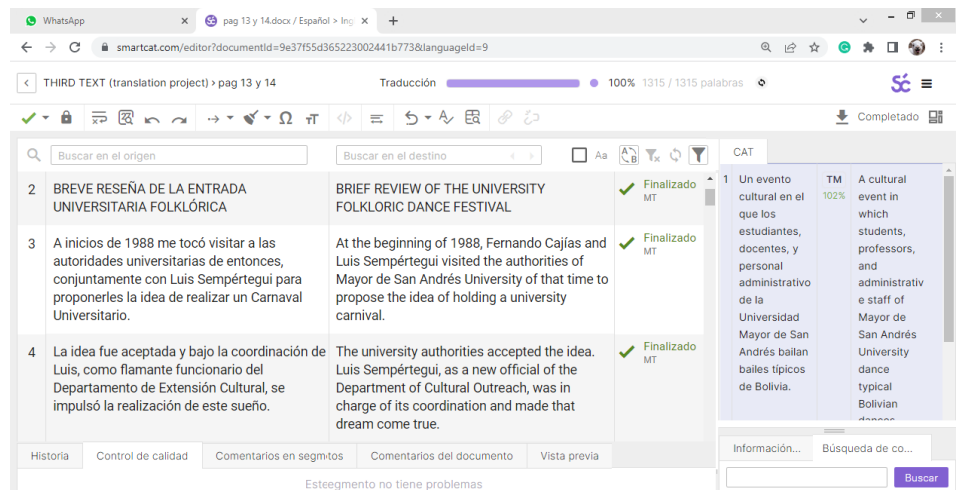 WhatsApp
pag 13 y 14.docx / Español > Ing
smartcat.com/editor?documentId=9e37f55d365223002441b773&languageId=9
THIRD TEXT (translation project) > pag 13 y 14
Traducción
100% 1315 / 1315 palabras
Sć
Completado
Buscar en el origen
Buscar en el destino
Aa
CAT
2
BREVE RESEÑA DE LA ENTRADA
UNIVERSITARIA FOLKLÓRICA
BRIEF REVIEW OF THE UNIVERSITY
FOLKLORIC DANCE FESTIVAL
Finalizado
MT
3
A inicios de 1988 me tocó visitar a las
autoridades universitarias de entonces,
conjuntamente con Luis Sempértegui para
proponerles la idea de realizar un Carnaval
Universitario.
At the beginning of 1988, Fernando Cajías and
Luis Sempértegui visited the authorities of
Mayor de San Andrés University of that time to
propose the idea of holding a university
carnival.
Finalizado
MT
4
La idea fue aceptada y bajo la coordinación de
Luis, como flamante funcionario del
Departamento de Extensión Cultural, se
impulsó la realización de este sueño.
The university authorities accepted the idea.
Luis Sempértegui, as a new official of the
Department of Cultural Outreach, was in
charge of its coordination and made that
dream come true.
Finalizado
MT
1
Un evento
cultural en el
que los
estudiantes,
docentes, y
personal
administrativo
de la
Universidad
Mayor de San
Andrés bailan
bailes típicos
de Bolivia.
TM
102%
A cultural
event in
which
students,
professors,
and
administrativ
e staff of
Mayor de
San Andrés
University
dance
typical
Bolivian
dances
Historia
Control de calidad
Comentarios en segmtos
Comentarios del documento
Vista previa
Esteegmento no tiene problemas
Información...
Búsqueda de co...
Buscar